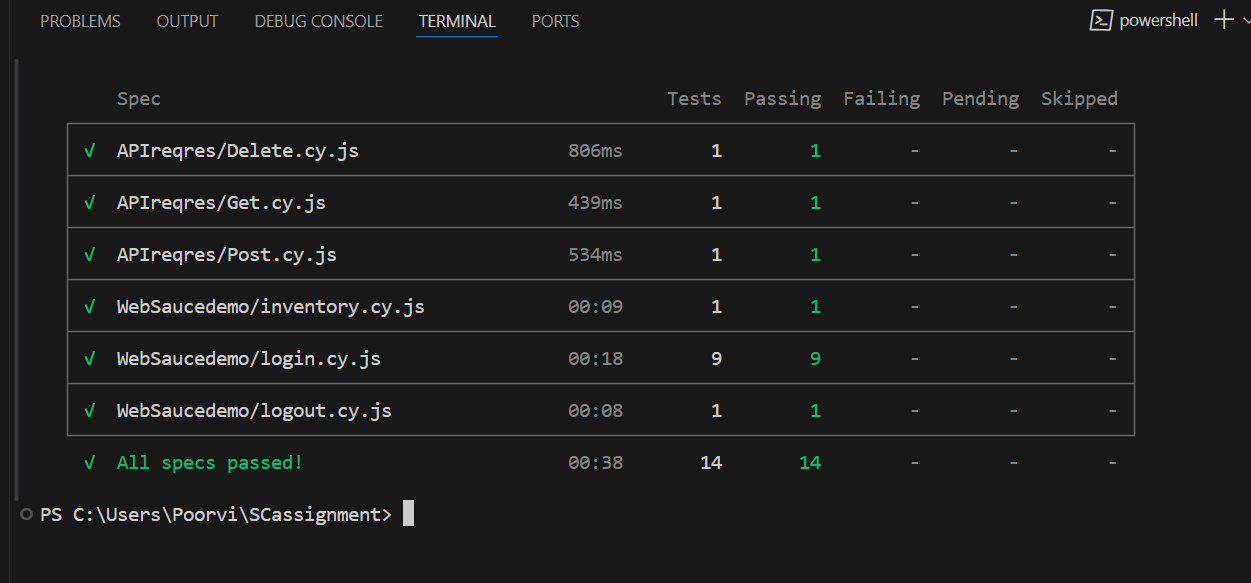 PROBLEMS OUTPUT DEBUG CONSOLE TERMINAL PORTS powershell
Spec Tests Passing Failing Pending Skipped
√ APIreqres/Delete.cy.js 806ms 1 1 - - -
√ APIreqres/Get.cy.js 439ms 1 1 - - -
√ APIreqres/Post.cy.js 534ms 1 1 - - -
√ WebSaucedemo/inventory.cy.js 00:09 1 1 - - -
√ WebSaucedemo/login.cy.js 00:18 9 9 - - -
√ WebSaucedemo/logout.cy.js 00:08 1 1 - - -
√ All specs passed! 00:38 14 14 - - -
PS C:\Users\Poorvi\SCassignment>